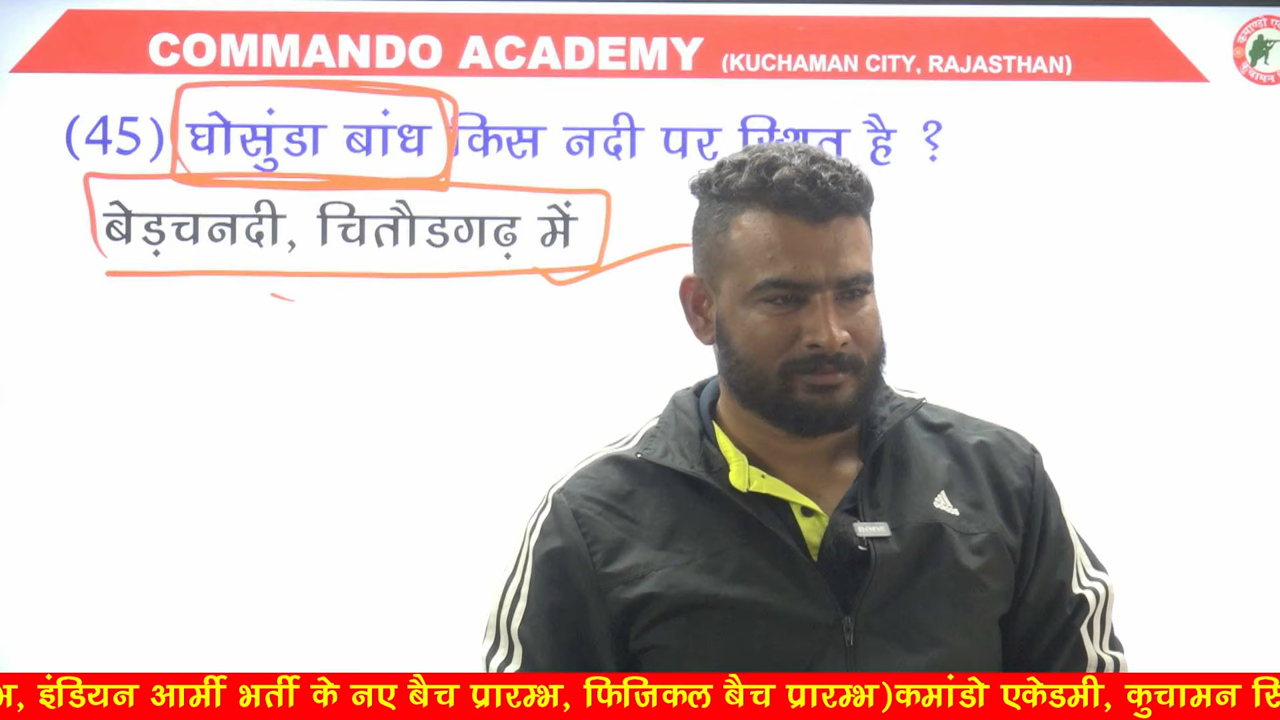 COMMANDO ACADEMY (KUCHAMAN CITY, RAJASTHAN)
(45) घोसुंडा बांध किस नदी पर स्थित है ?
बेड़चनदी, चितौडगढ़ में
इंडियन आर्मी भर्ती के नए बैच प्रारम्भ, फिजिकल बैच प्रारम्भ)कमांडो एकेडमी, कुचामन